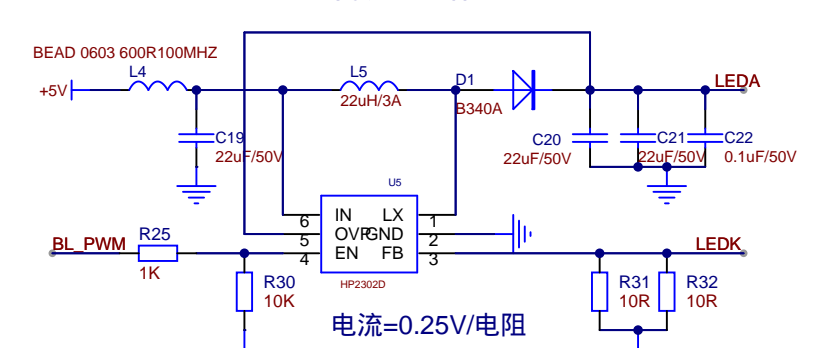 BEAD 0603 600R100MHZ
L4
+5V
L5
22uH/3A
D1
B340A
LEDA
C19
22uF/50V
C20
22uF/50V
C21
22uF/50V
C22
0.1uF/50V
U5
IN
LX
6
1
OVP
GND
5
2
EN
FB
4
3
HP2302D
BL_PWM
R25
1K
R30
10K
LEDK
R31
10R
R32
10R
电流=0.25V/电阻